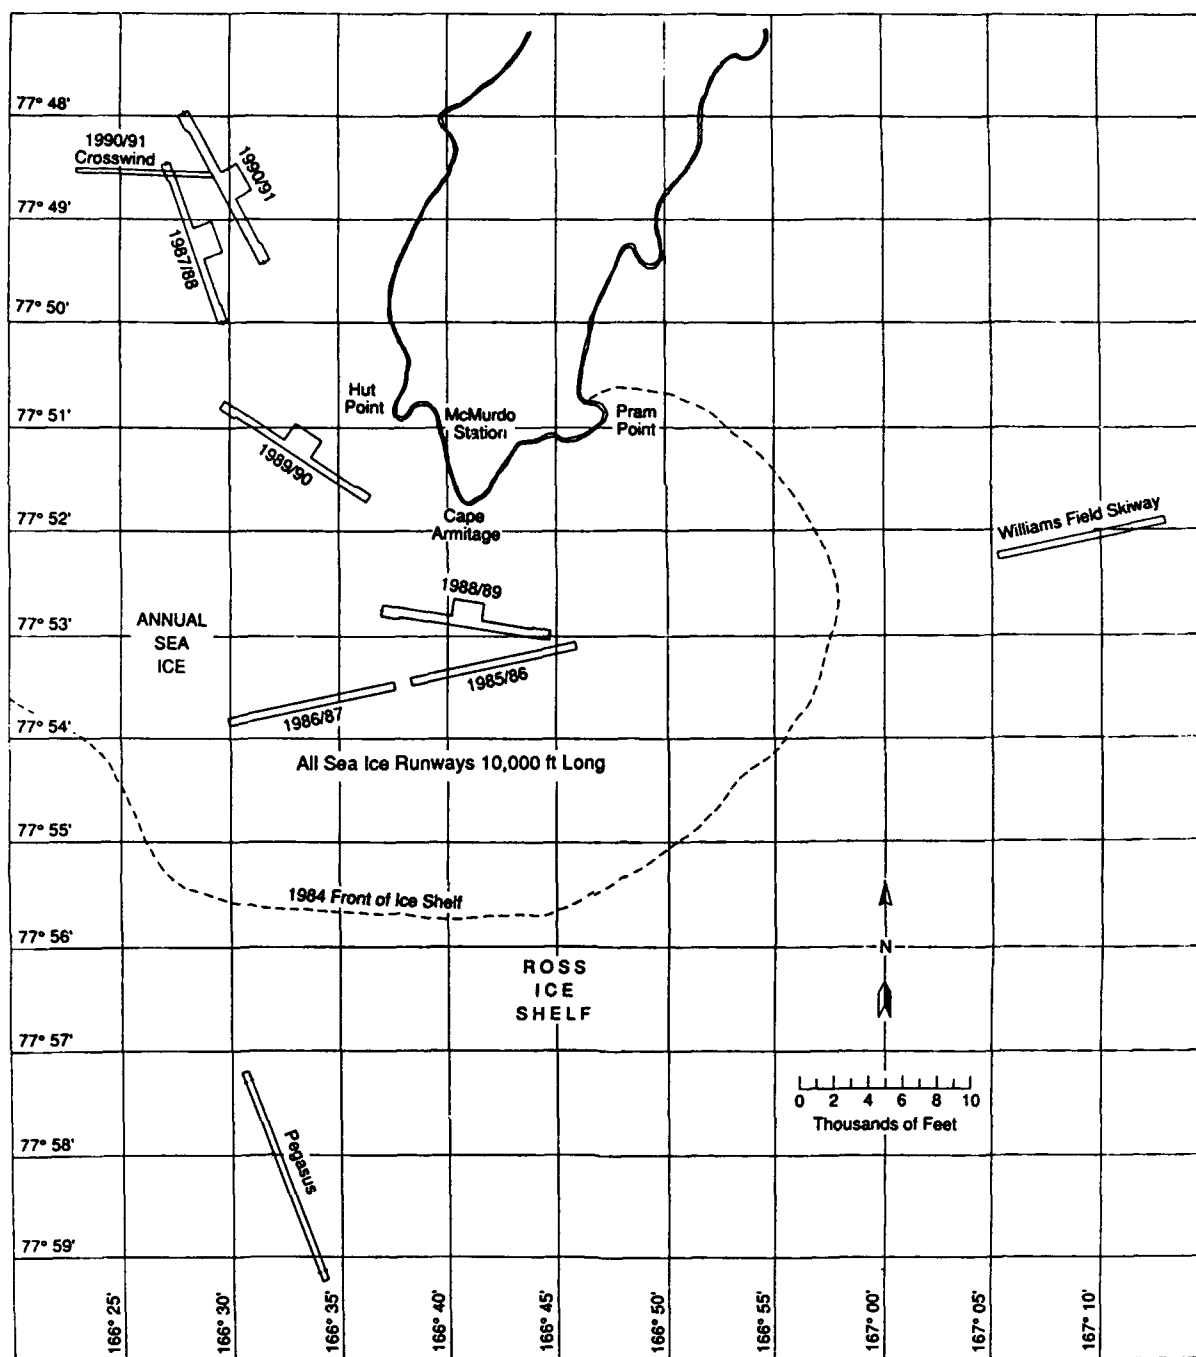 77° 48'
1990/91
Crosswind
1990/91
77° 49'
1987/88
77° 50'
Hut
Point
77° 51'
McMurdo
Station
Pram
Point
1989/90
77° 52'
Cape
Armitage
Williams Field Skiway
1988/89
ANNUAL
SEA
ICE
77° 53'
1985/86
1986/87
77° 54'
All Sea Ice Runways 10,000 ft Long
77° 55'
1984 Front of Ice Shelf
77° 56'
N
ROSS
ICE
SHELF
77° 57'
0 2 4 6 8 10
Thousands of Feet
77° 58'
Pegasus
77° 59'
166° 25'
166° 30'
166° 35'
166° 40'
166° 45'
166° 50'
166° 55'
167° 00'
167° 05'
167° 10'